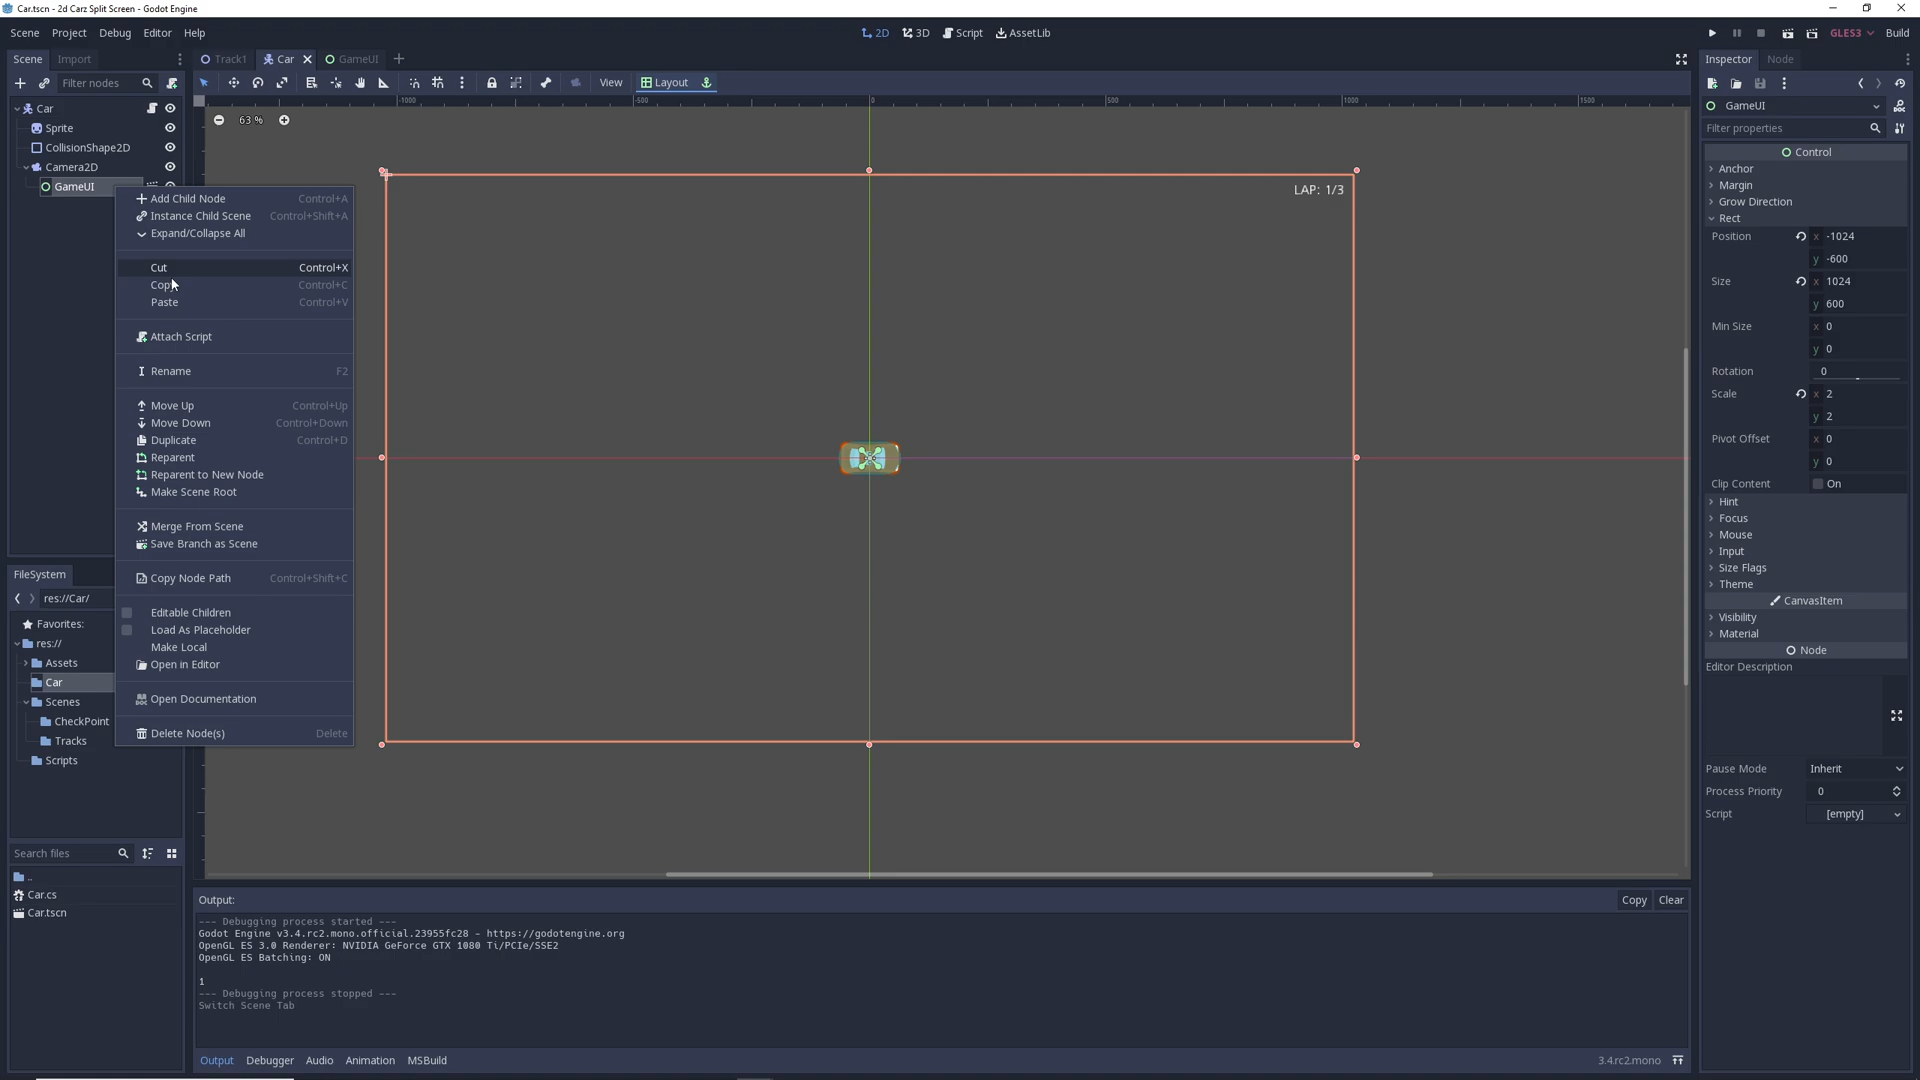 Car.tscn - 2d Carz Split Screen - Godot Engine
Scene Project Debug Editor Help
2D 3D Script AssetLib
GLES3 Build
Scene Import
Track1 Car GameUI
Inspector Node
Filter nodes
View Layout
Car
Sprite
CollisionShape2D
Camera2D
GameUI
-1000 -500 0 500 1000 1500
63 %
LAP: 1/3
Add Child Node Control+A
Instance Child Scene Control+Shift+A
Expand/Collapse All
Cut Control+X
Copy Control+C
Paste Control+V
Attach Script
Rename F2
Move Up Control+Up
Move Down Control+Down
Duplicate Control+D
Reparent
Reparent to New Node
Make Scene Root
Merge From Scene
Save Branch as Scene
Copy Node Path Control+Shift+C
Editable Children
Load As Placeholder
Make Local
Open in Editor
Open Documentation
Delete Node(s) Delete
FileSystem
res://Car/
Favorites:
res://
Assets
Car
Scenes
CheckPoint
Tracks
Scripts
Search files
..
Car.cs
Car.tscn
GameUI
Filter properties
Control
Anchor
Margin
Grow Direction
Rect
Position x -1024
y -600
Size x 1024
y 600
Min Size x 0
y 0
Rotation 0
Scale x 2
y 2
Pivot Offset x 0
y 0
Clip Content On
Hint
Focus
Mouse
Input
Size Flags
Theme
CanvasItem
Visibility
Material
Node
Editor Description
Pause Mode Inherit
Process Priority 0
Script [empty]
Output: Copy Clear
--- Debugging process started ---
Godot Engine v3.4.rc2.mono.official.23955fc28 - https://godotengine.org
OpenGL ES 3.0 Renderer: NVIDIA GeForce GTX 1080 Ti/PCIe/SSE2
OpenGL ES Batching: ON
1
--- Debugging process stopped ---
Switch Scene Tab
Output Debugger Audio Animation MSBuild
3.4.rc2.mono